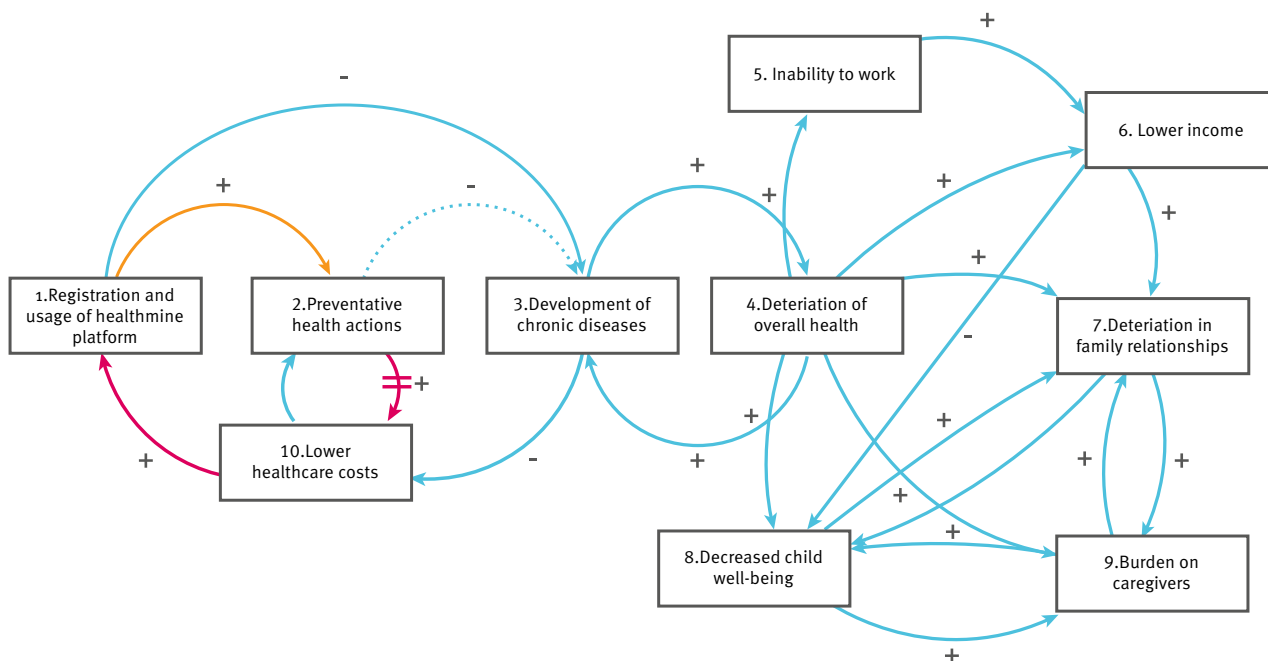 1.Registration and
usage of healthmine
platform
2.Preventative
health actions
3.Development of
chronic diseases
4.Deteriation of
overall health
5. Inability to work
6. Lower income
7.Deteriation in
family relationships
8.Decreased child
well-being
9.Burden on
caregivers
10.Lower
healthcare costs
-
+
-
+
+
+
+
+
+
-
+
+
+
-
+
+
+
+
+
+
+